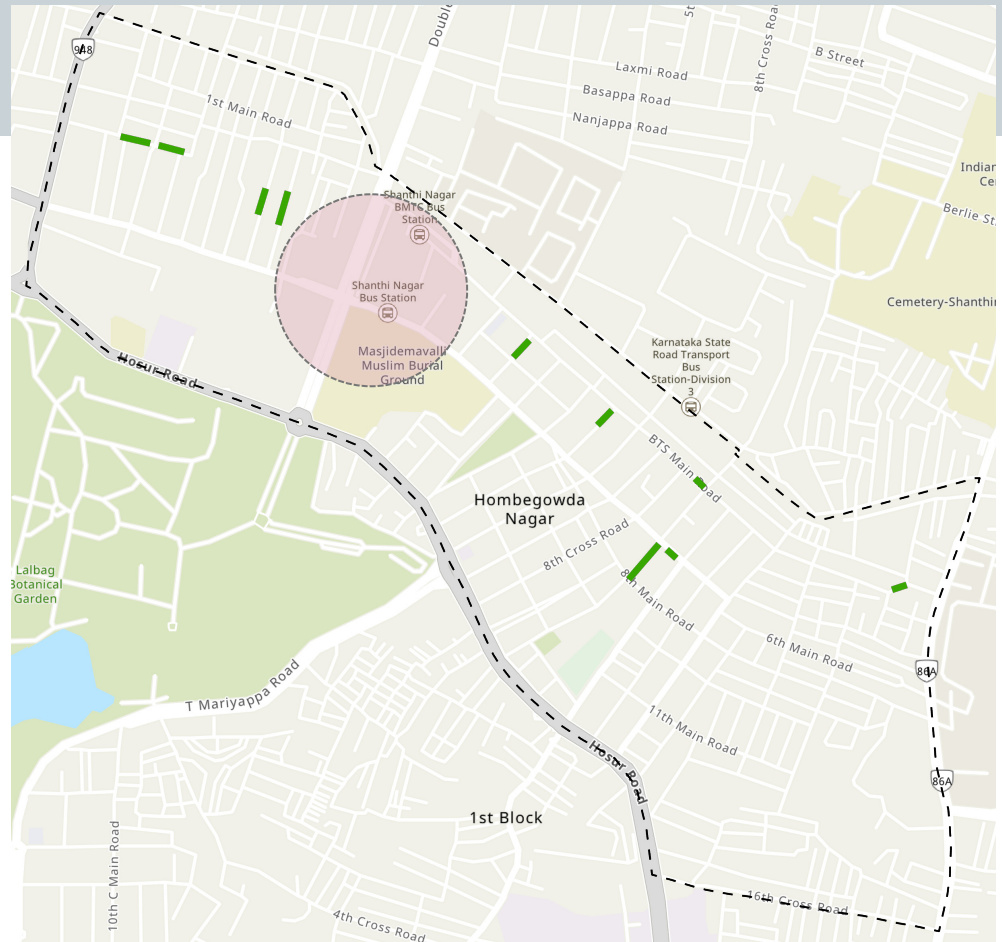 Double
5t
8th Cross Road
B Street
948
Laxmi Road
Basappa Road
1st Main Road
Nanjappa Road
Indian
Ce
Shanthi Nagar
BMTC Bus
Station
Berlie St
Shanthi Nagar
Bus Station
Cemetery-Shanthin
Masjidemavalli
Muslim Burial
Ground
Karnataka State
Road Transport
Bus
Station-Division
3
Hosur Road
BTS Main Road
Hombegowda
Nagar
8th Cross Road
Lalbag
Botanical
Garden
8th Main Road
6th Main Road
86A
T Mariyappa Road
11th Main Road
Hosur Road
86A
1st Block
10th C Main Road
16th Cross Road
4th Cross Road